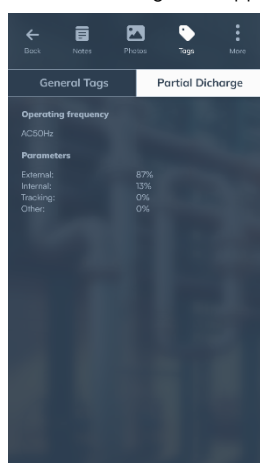 Back Notes Photos Tags More
General Tags Partial Dicharge
Operating frequency
AC50Hz
Parameters
External: 87%
Internal: 13%
Tracking: 0%
Other: 0%